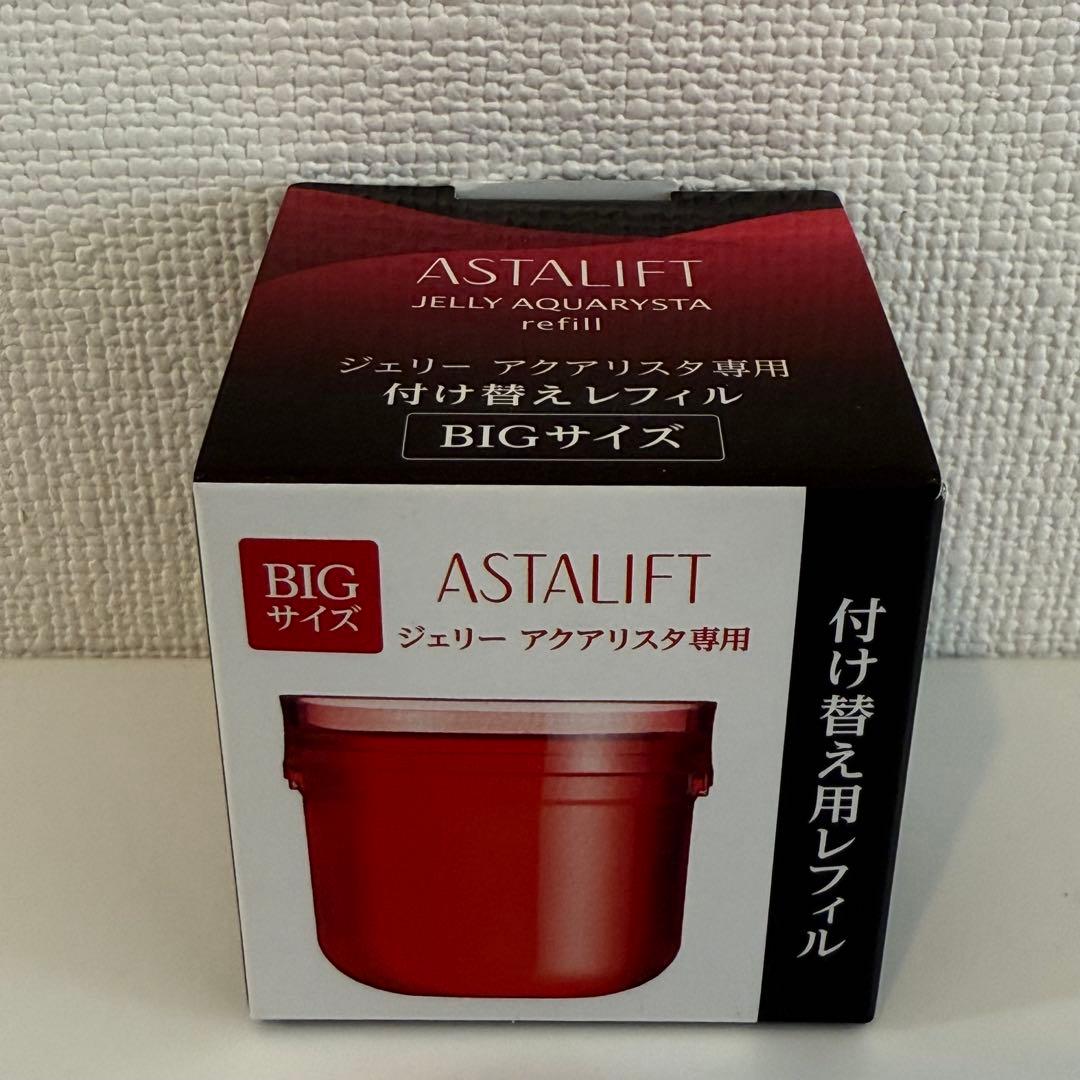 ASTALIFT
JELLY AQUARYSTA
refill
ジェリー アクアリスタ専用
付け替えレフィル
BIGサイズ
BIG
サイズ
ASTALIFT
ジェリー アクアリスタ専用
付け替え用レフィル